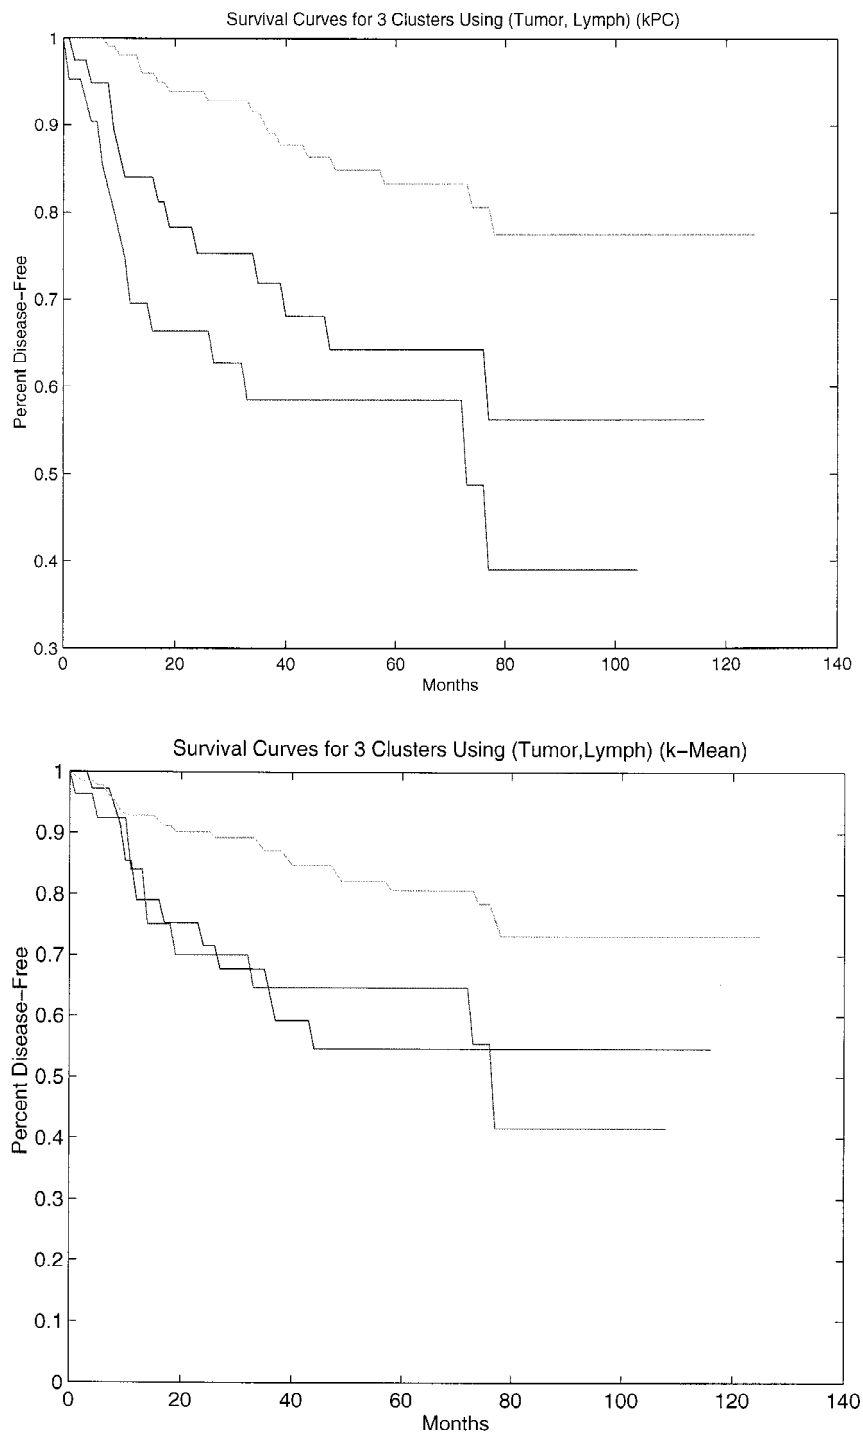 Survival Curves for 3 Clusters Using (Tumor, Lymph) (kPC)
1
0.9
0.8
0.7
0.6
0.5
0.4
0.3
Percent Disease−Free
0 20 40 60 80 100 120 140
Months
Survival Curves for 3 Clusters Using (Tumor,Lymph) (k−Mean)
1
0.9
0.8
0.7
0.6
0.5
0.4
0.3
0.2
0.1
0
Percent Disease−Free
0 20 40 60 80 100 120 140
Months